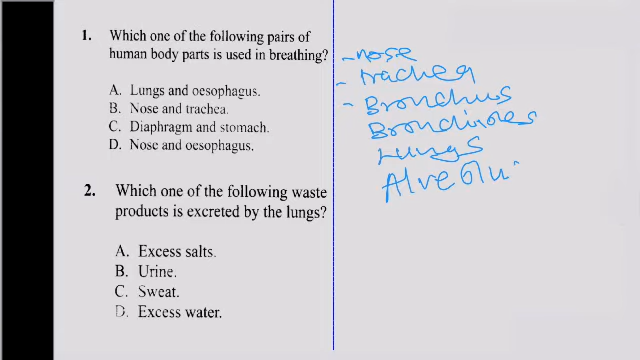 1. Which one of the following pairs of
human body parts is used in breathing?
A. Lungs and oesophagus.
B. Nose and trachea.
C. Diaphragm and stomach.
D. Nose and oesophagus.
2. Which one of the following waste
products is excreted by the lungs?
A. Excess salts.
B. Urine.
C. Sweat.
D. Excess water.
- nose
- trachea
- Bronchus
Lungs
Alveolu